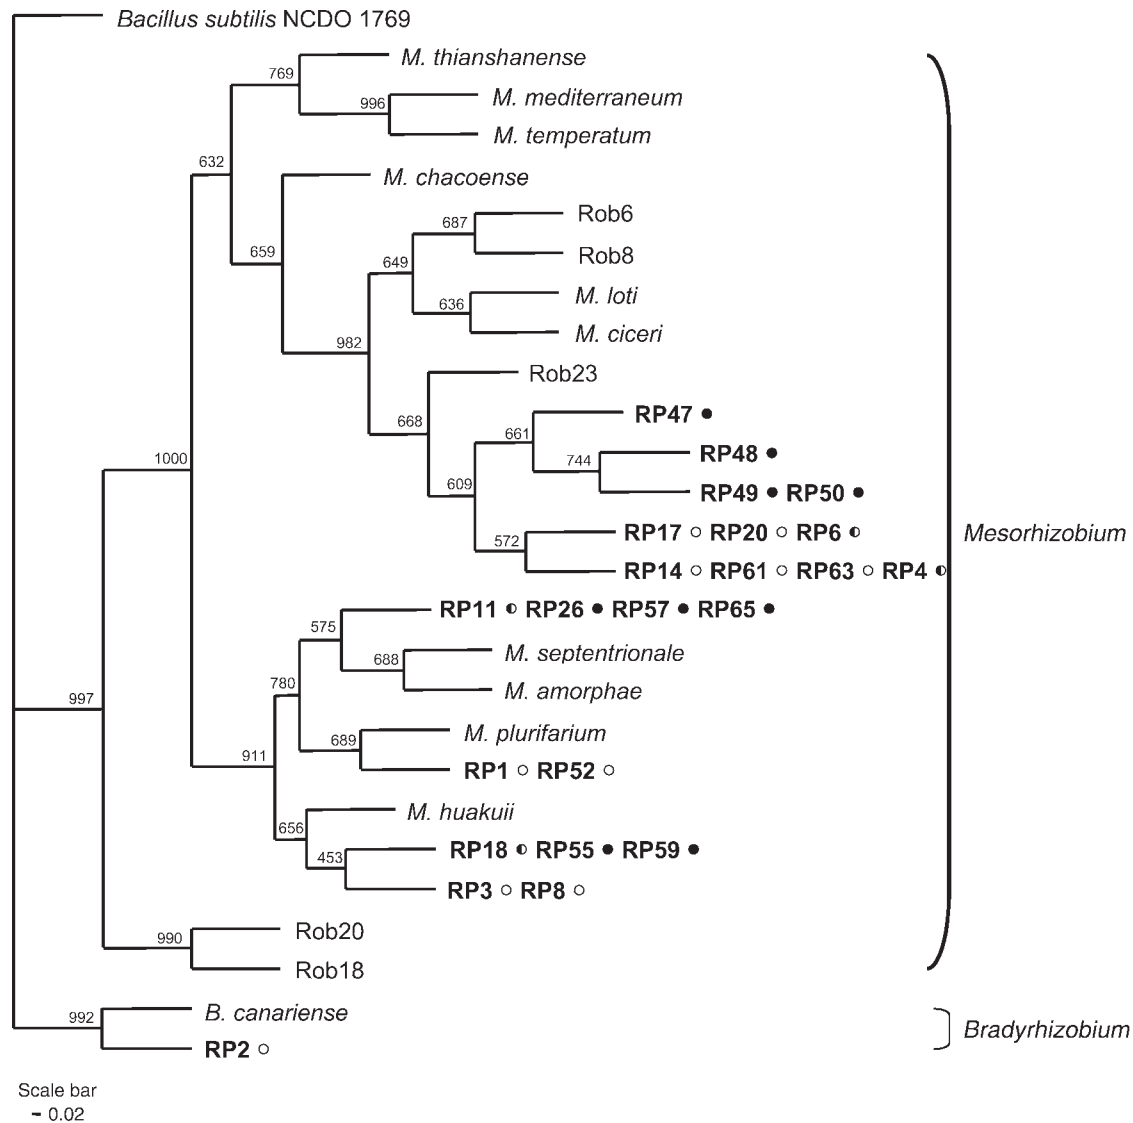 Bacillus subtilis NCDO 1769
M. thianshanense
769
M. mediterraneum
996
M. temperatum
632
M. chacoense
Rob6
687
659
Rob8
649
M. loti
636
M. ciceri
982
Rob23
RP47 ●
668
661
RP48 ●
744
1000
609
RP49 ● RP50 ●
RP17 ○ RP20 ○ RP6 ◐
Mesorhizobium
572
RP14 ○ RP61 ○ RP63 ○ RP4 ◐
RP11 ◐ RP26 ● RP57 ● RP65 ●
575
M. septentrionale
688
780
M. amorphae
997
M. plurifarium
689
911
RP1 ○ RP52 ○
M. huakuii
656
RP18 ◐ RP55 ● RP59 ●
453
RP3 ○ RP8 ○
Rob20
990
Rob18
B. canariense
992
Bradyrhizobium
RP2 ○
Scale bar
0.02